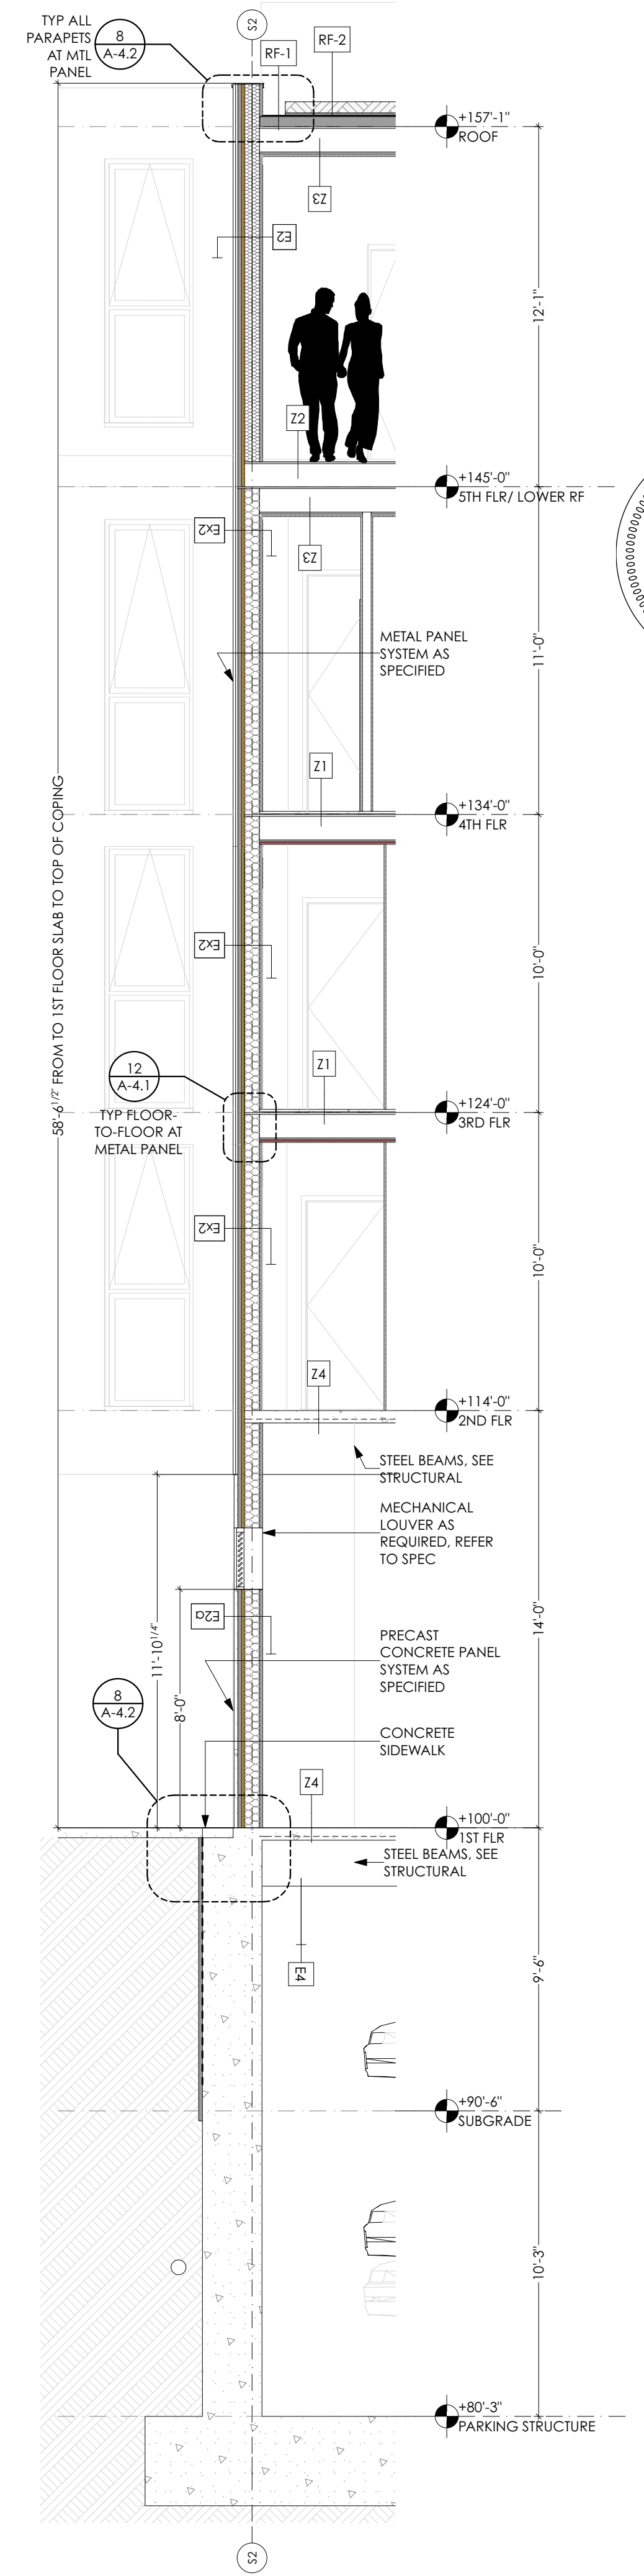 TYP ALL
PARAPETS
AT MTL
PANEL
8
A-4.2
S2
RF-1
RF-2
+157'-1"
ROOF
Z3
E2
12'-1"
Z2
+145'-0"
5TH FLR/ LOWER RF
Ex2
Z3
METAL PANEL
SYSTEM AS
SPECIFIED
11'-0"
Z1
+134'-0"
4TH FLR
58'-6 1/2" FROM TO 1ST FLOOR SLAB TO TOP OF COPING
Ex2
10'-0"
12
A-4.1
TYP FLOOR-
TO-FLOOR AT
METAL PANEL
Z1
+124'-0"
3RD FLR
Ex2
10'-0"
Z4
+114'-0"
2ND FLR
STEEL BEAMS, SEE
STRUCTURAL
MECHANICAL
LOUVER AS
REQUIRED, REFER
TO SPEC
E2a
14'-0"
11'-10 1/4"
8'-0"
PRECAST
CONCRETE PANEL
SYSTEM AS
SPECIFIED
8
A-4.2
CONCRETE
SIDEWALK
Z4
+100'-0"
1ST FLR
STEEL BEAMS, SEE
STRUCTURAL
E4
9'-6"
+90'-6"
SUBGRADE
10'-3"
+80'-3"
PARKING STRUCTURE
S2